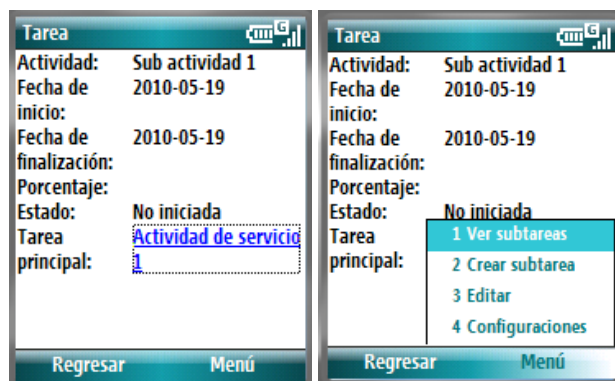 Tarea
G
Actividad: Sub actividad 1
Fecha de 2010-05-19
inicio:
Fecha de 2010-05-19
finalización:
Porcentaje:
Estado: No iniciada
Tarea Actividad de servicio
principal: 1
Regresar Menú
Tarea
G
Actividad: Sub actividad 1
Fecha de 2010-05-19
inicio:
Fecha de 2010-05-19
finalización:
Porcentaje:
Estado: No iniciada
Tarea
principal:
1 Ver subtareas
2 Crear subtarea
3 Editar
4 Configuraciones
Regresar Menú